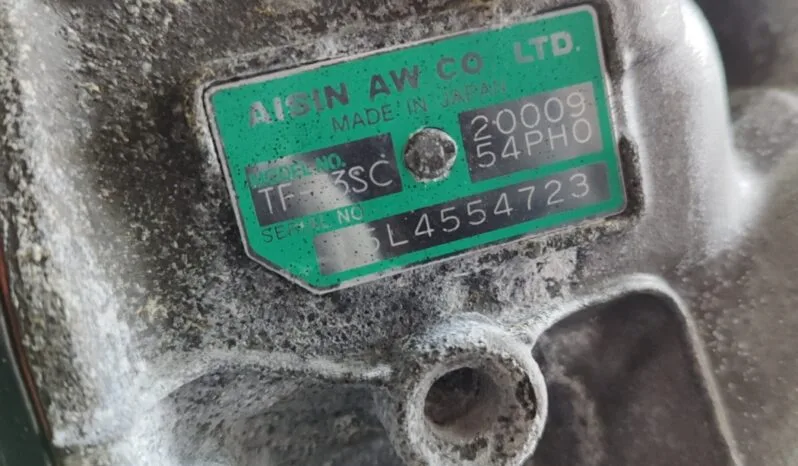 AISIN AW CO LTD.
MADE IN JAPAN
MODEL NO.
20009
54PH0
SERIAL NO
L4554723